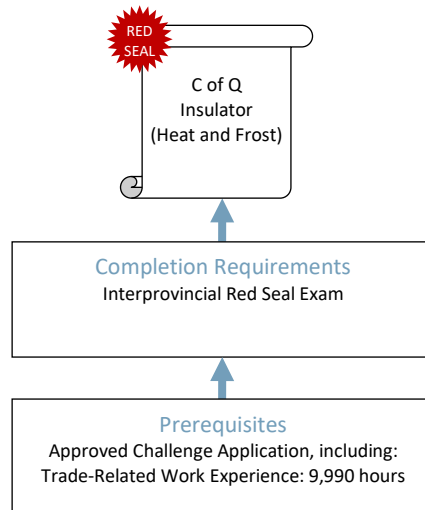 RED
SEAL
C of Q
Insulator
(Heat and Frost)
Completion Requirements
Interprovincial Red Seal Exam
Prerequisites
Approved Challenge Application, including:
Trade-Related Work Experience: 9,990 hours